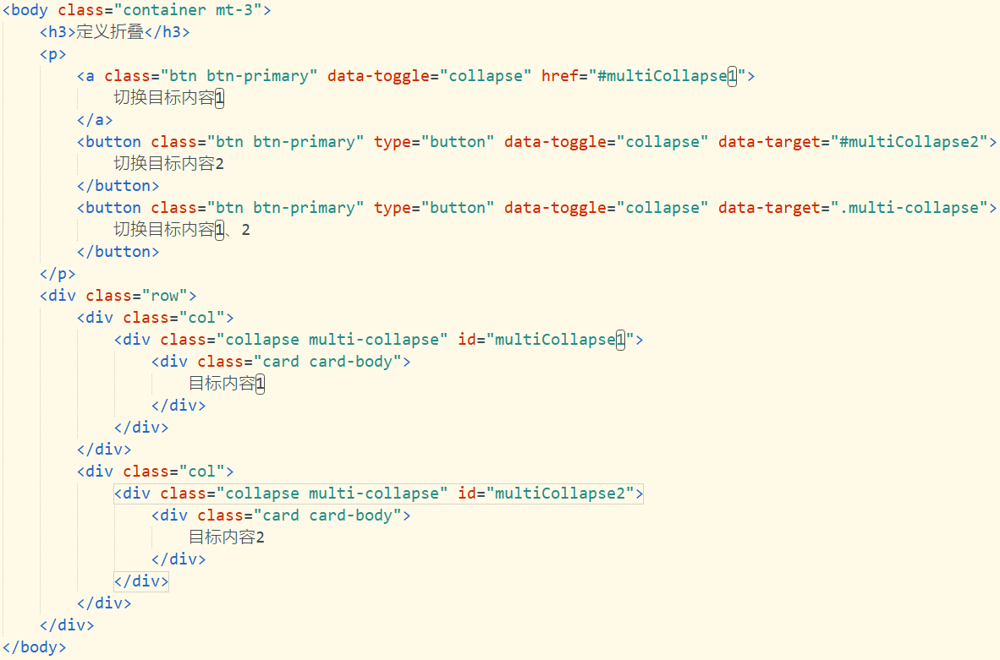 <body class="container mt-3">
    <h3>定义折叠</h3>
    <p>
        <a class="btn btn-primary" data-toggle="collapse" href="#multiCollapse1">
            切换目标内容1
        </a>
        <button class="btn btn-primary" type="button" data-toggle="collapse" data-target="#multiCollapse2">
            切换目标内容2
        </button>
        <button class="btn btn-primary" type="button" data-toggle="collapse" data-target=".multi-collapse">
            切换目标内容1、2
        </button>
    </p>
    <div class="row">
        <div class="col">
            <div class="collapse multi-collapse" id="multiCollapse1">
                <div class="card card-body">
                    目标内容1
                </div>
            </div>
        </div>
        <div class="col">
            <div class="collapse multi-collapse" id="multiCollapse2">
                <div class="card card-body">
                    目标内容2
                </div>
            </div>
        </div>
    </div>
</body>